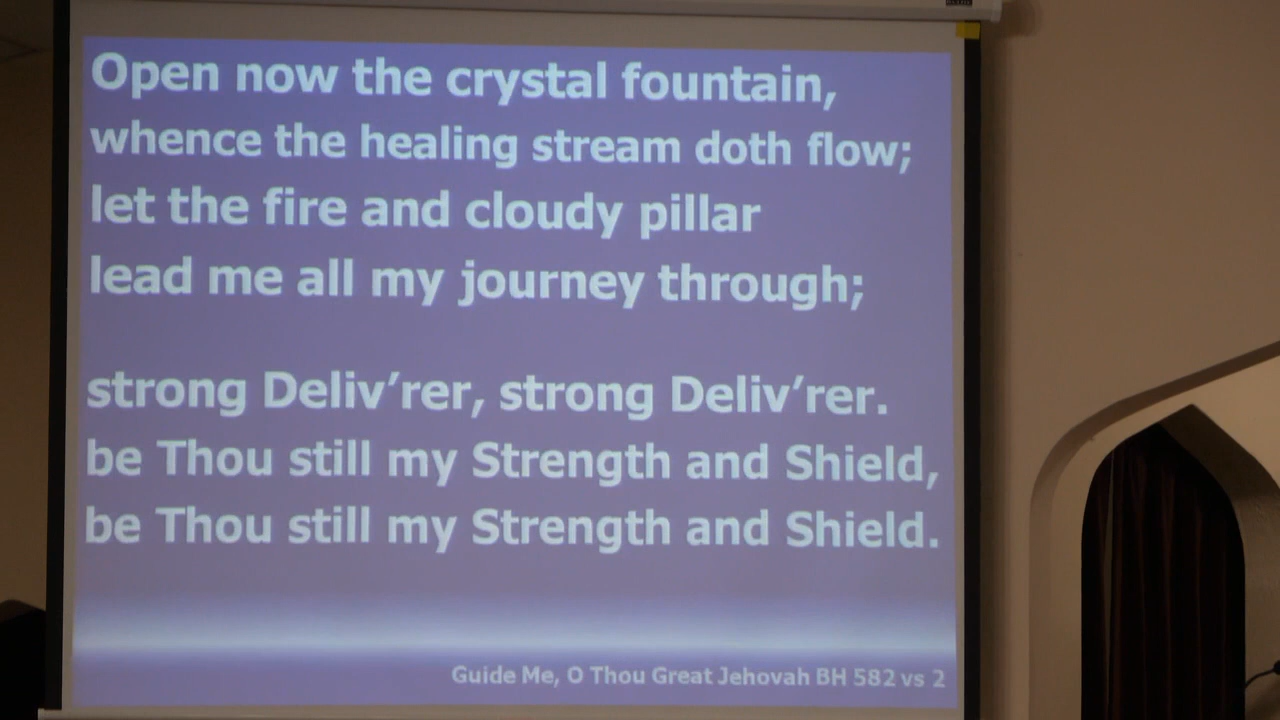 Open now the crystal fountain,
whence the healing stream doth flow;
let the fire and cloudy pillar
lead me all my journey through;
strong Deliv’rer, strong Deliv’rer.
be Thou still my Strength and Shield,
be Thou still my Strength and Shield.
Guide Me, O Thou Great Jehovah BH 582 vs 2